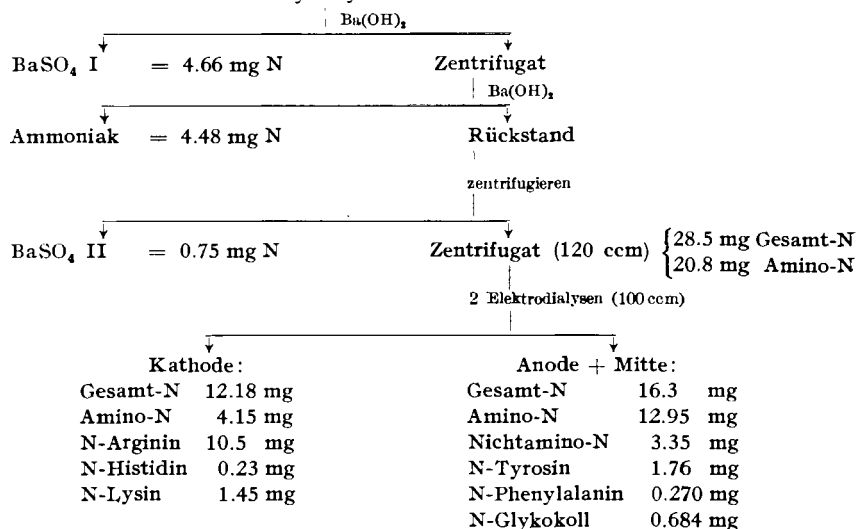 Ba(OH)₂
BaSO₄ I = 4.66 mg N Zentrifugat
Ba(OH)₂
Ammoniak = 4.48 mg N Rückstand
zentrifugieren
BaSO₄ II = 0.75 mg N Zentrifugat (120 ccm) {28.5 mg Gesamt-N
20.8 mg Amino-N
2 Elektrodialysen (100 ccm)
Kathode:
Gesamt-N 12.18 mg
Amino-N 4.15 mg
N-Arginin 10.5 mg
N-Histidin 0.23 mg
N-Lysin 1.45 mg
Anode + Mitte:
Gesamt-N 16.3 mg
Amino-N 12.95 mg
Nichtamino-N 3.35 mg
N-Tyrosin 1.76 mg
N-Phenylalanin 0.270 mg
N-Glykokoll 0.684 mg